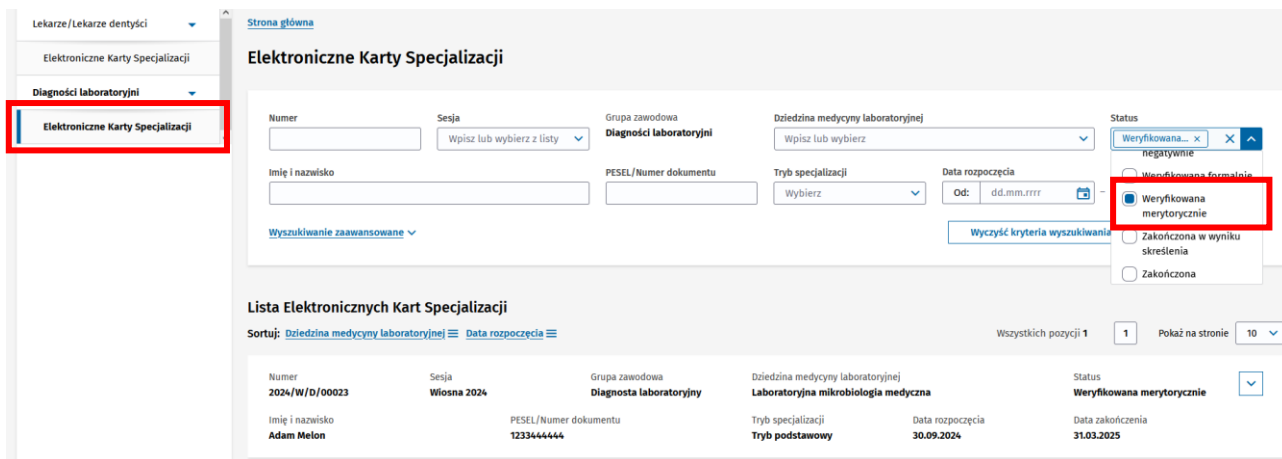 Lekarze/Lekarze dentyści
Elektroniczne Karty Specjalizacji
Diagności laboratoryjni
Elektroniczne Karty Specjalizacji
Strona główna
Elektroniczne Karty Specjalizacji
Numer
Sesja
Wpisz lub wybierz z listy
Grupa zawodowa
Diagności laboratoryjni
Dziedzina medycyny laboratoryjnej
Wpisz lub wybierz
Status
Weryfikowana... ×
negatywnie
Weryfikowana formalnie
Weryfikowana
merytorycznie
Zakończona w wyniku
skreślenia
Zakończona
Imię i nazwisko
PESEL/Numer dokumentu
Tryb specjalizacji
Wybierz
Data rozpoczęcia
Od: dd.mm.rrrr –
Wyszukiwanie zaawansowane
Wyczyść kryteria wyszukiwania
Lista Elektronicznych Kart Specjalizacji
Sortuj: Dziedzina medycyny laboratoryjnej Data rozpoczęcia
Wszystkich pozycji 1 1 Pokaż na stronie 10
Numer Sesja Grupa zawodowa Dziedzina medycyny laboratoryjnej Status
2024/W/D/00023 Wiosna 2024 Diagnosta laboratoryjny Laboratoryjna mikrobiologia medyczna Weryfikowana merytorycznie
Imię i nazwisko PESEL/Numer dokumentu Tryb specjalizacji Data rozpoczęcia Data zakończenia
Adam Melon 1233444444 Tryb podstawowy 30.09.2024 31.03.2025